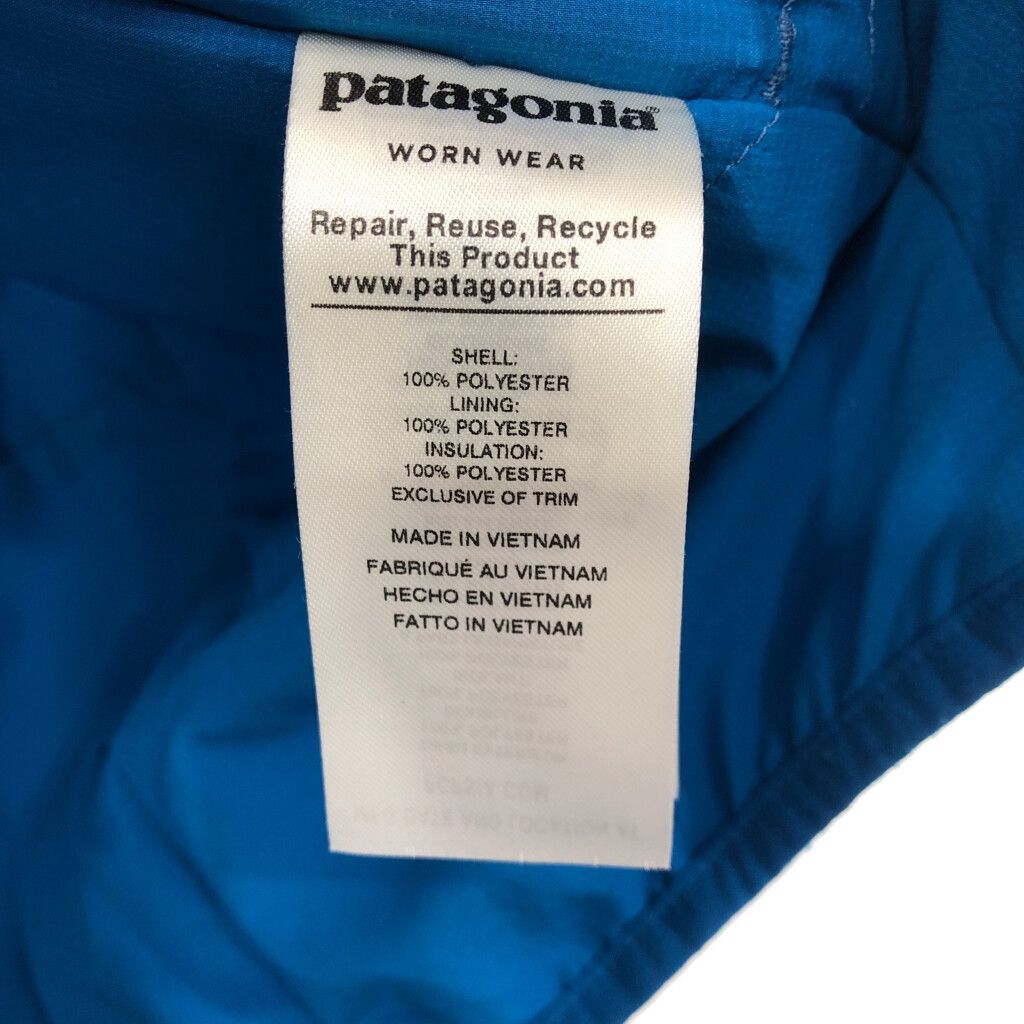 patagonia®
WORN WEAR
Repair, Reuse, Recycle
This Product
www.patagonia.com
SHELL:
100% POLYESTER
LINING:
100% POLYESTER
INSULATION:
100% POLYESTER
EXCLUSIVE OF TRIM
MADE IN VIETNAM
FABRIQUÉ AU VIETNAM
HECHO EN VIETNAM
FATTO IN VIETNAM